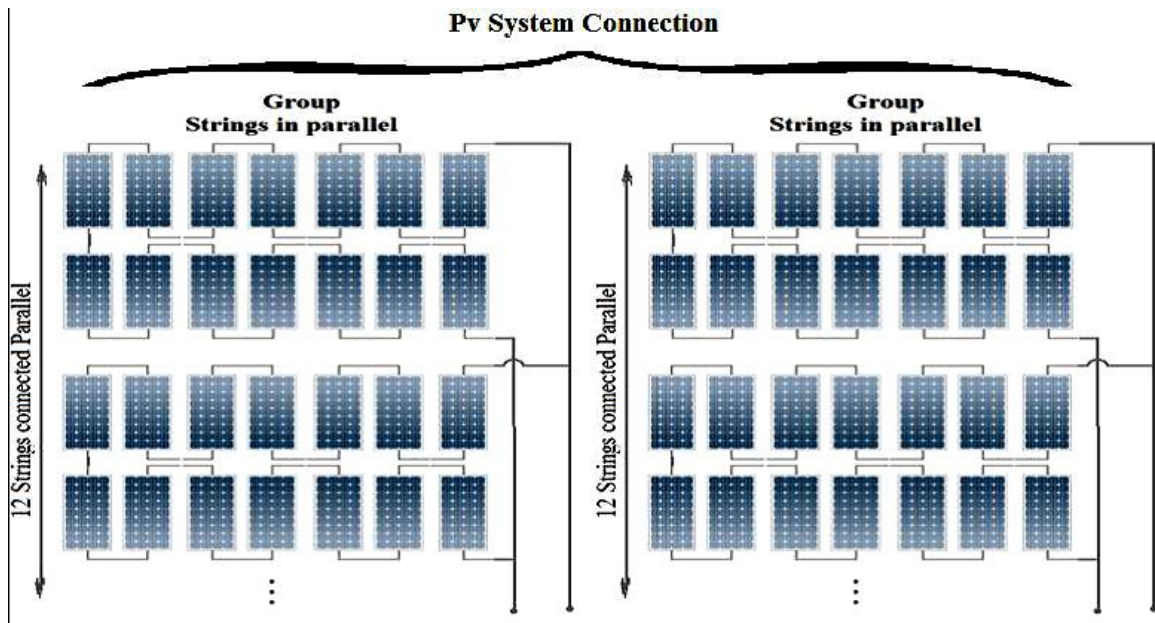 Pv System Connection
Group
Strings in parallel
Group
Strings in parallel
12 Strings connected Parallel
12 Strings connected Parallel